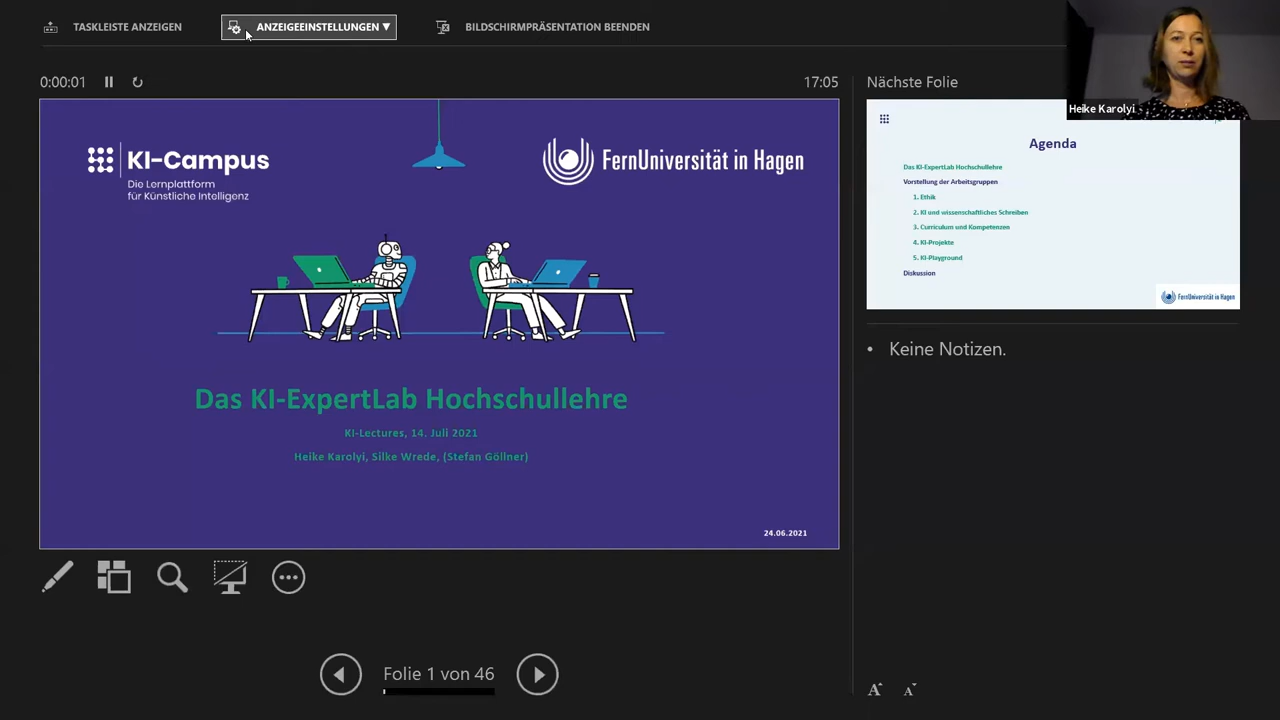 TASKLEISTE ANZEIGEN
ANZEIGEEINSTELLUNGEN ▼
BILDSCHIRMPRÄSENTATION BEENDEN
Heike Karolyi
0:00:01
17:05
KI-Campus
Die Lernplattform
für Künstliche Intelligenz
FernUniversität in Hagen
Das KI-ExpertLab Hochschullehre
KI-Lectures, 14. Juli 2021
Heike Karolyi, Silke Wrede, (Stefan Göllner)
24.06.2021
Folie 1 von 46
Nächste Folie
Agenda
Das KI-ExpertLab Hochschullehre
Vorstellung der Arbeitsgruppen
1. Ethik
2. KI und wissenschaftliches Schreiben
3. Curriculum und Kompetenzen
4. KI-Projekte
5. KI-Playground
Diskussion
FernUniversität in Hagen
• Keine Notizen.
A A